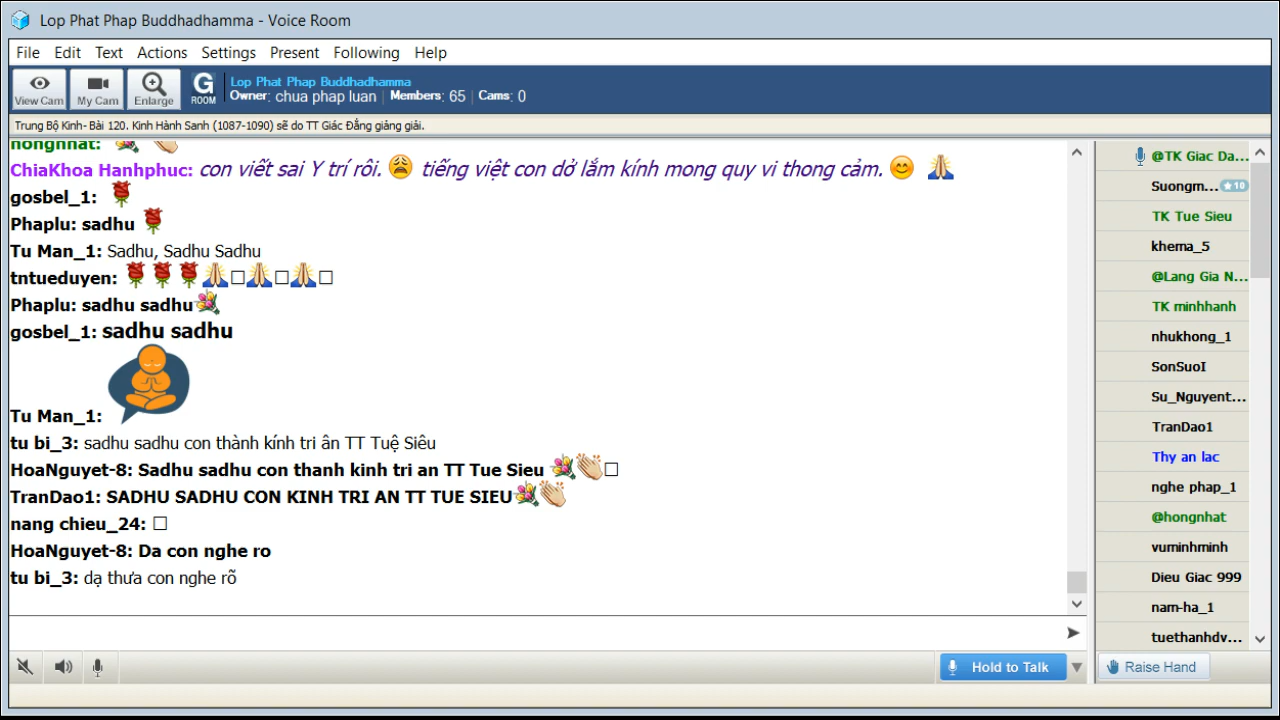 Lop Phat Phap Buddhadhamma - Voice Room
File Edit Text Actions Settings Present Following Help
View Cam My Cam Enlarge G ROOM
Lop Phat Phap Buddhadhamma
Owner: chua phap luan | Members: 65 | Cams: 0
Trung Bộ Kinh- Bài 120. Kinh Hành Sanh (1087-1090) sẽ do TT Giác Đẳng giảng giải.
hongnhat:
ChiaKhoa Hanhphuc: con viết sai Y trí rôi. tiếng việt con dở lắm kính mong quy vi thong cảm.
gosbel_1:
Phaplu: sadhu
Tu Man_1: Sadhu, Sadhu Sadhu
tntueduyen:
Phaplu: sadhu sadhu
gosbel_1: sadhu sadhu
Tu Man_1:
tu bi_3: sadhu sadhu con thành kính tri ân TT Tuệ Siêu
HoaNguyet-8: Sadhu sadhu con thanh kinh tri an TT Tue Sieu
TranDao1: SADHU SADHU CON KINH TRI AN TT TUE SIEU
nang chieu_24:
HoaNguyet-8: Da con nghe ro
tu bi_3: dạ thưa con nghe rõ
Hold to Talk
@TK Giac Da...
Suongm... ★10
TK Tue Sieu
khema_5
@Lang Gia N...
TK minhhanh
nhukhong_1
SonSuoI
Su_Nguyent...
TranDao1
Thy an lac
nghe phap_1
@hongnhat
vuminhminh
Dieu Giac 999
nam-ha_1
tuethanhdv...
Raise Hand